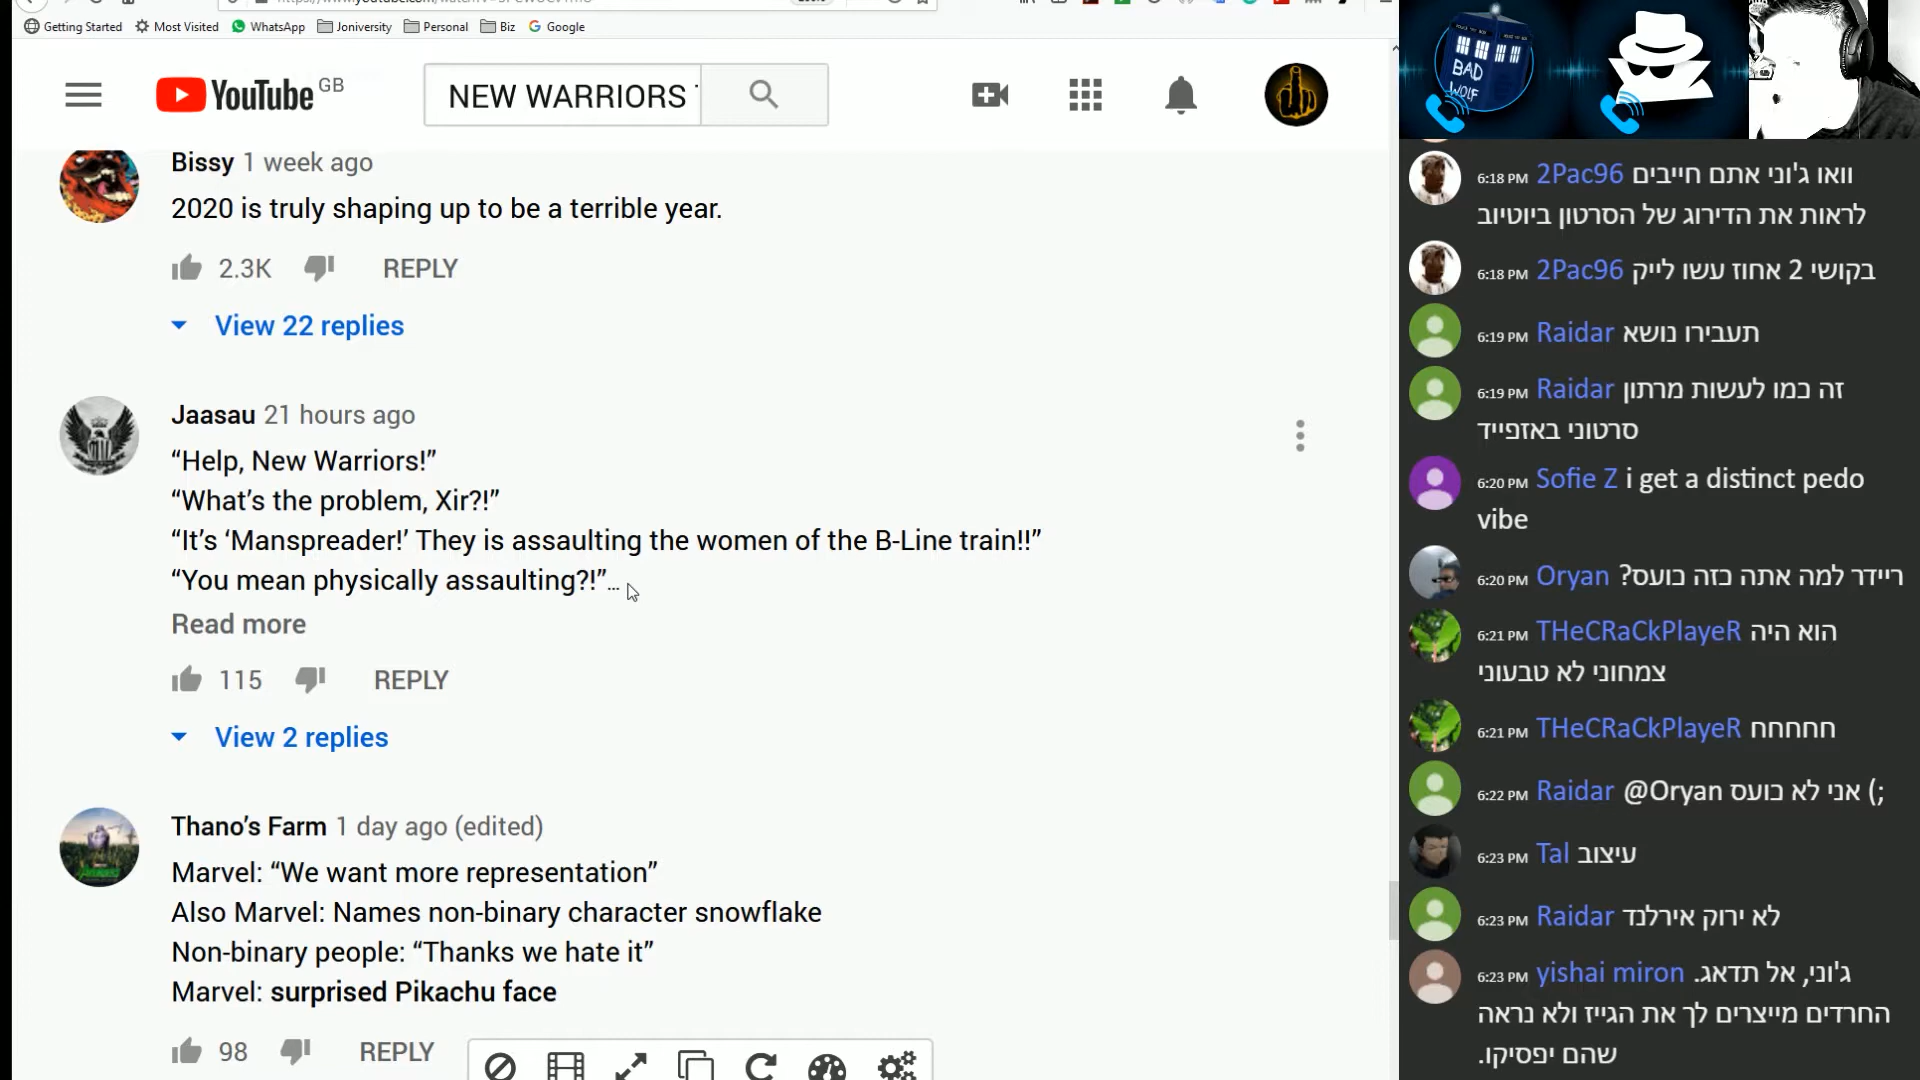 Getting Started
Most Visited
WhatsApp
Joniversity
Personal
Biz
Google
YouTube GB
NEW WARRIORS
Bissy 1 week ago
2020 is truly shaping up to be a terrible year.
2.3K REPLY
View 22 replies
Jaasau 21 hours ago
“Help, New Warriors!”
“What’s the problem, Xir?!”
“It’s ‘Manspreader!’ They is assaulting the women of the B-Line train!!”
“You mean physically assaulting?!”...
Read more
115 REPLY
View 2 replies
Thano’s Farm 1 day ago (edited)
Marvel: “We want more representation”
Also Marvel: Names non-binary character snowflake
Non-binary people: “Thanks we hate it”
Marvel: surprised Pikachu face
98 REPLY
BAD
WOLF
6:18 PM 2Pac96 וואו ג'וני אתם חייבים
לראות את הדירוג של הסרטון ביוטיוב
6:18 PM 2Pac96 בקושי 2 אחוז עשו לייק
6:19 PM Raidar תעבירו נושא
6:19 PM Raidar זה כמו לעשות מרתון
סרטוני באזפייד
6:20 PM Sofie Z i get a distinct pedo
vibe
6:20 PM Oryan ריידר למה אתה כזה כועס?
6:21 PM THeCRaCkPlayeR הוא היה
צמחוני לא טבעוני
6:21 PM THeCRaCkPlayeR חחחחח
6:22 PM Raidar @Oryan אני לא כועס (;
6:23 PM Tal עיצוב
6:23 PM Raidar לא ירוק אירלנד
6:23 PM yishai miron ג'וני, אל תדאג.
החרדים מייצרים לך את הגייז ולא נראה
שהם יפסיקו.